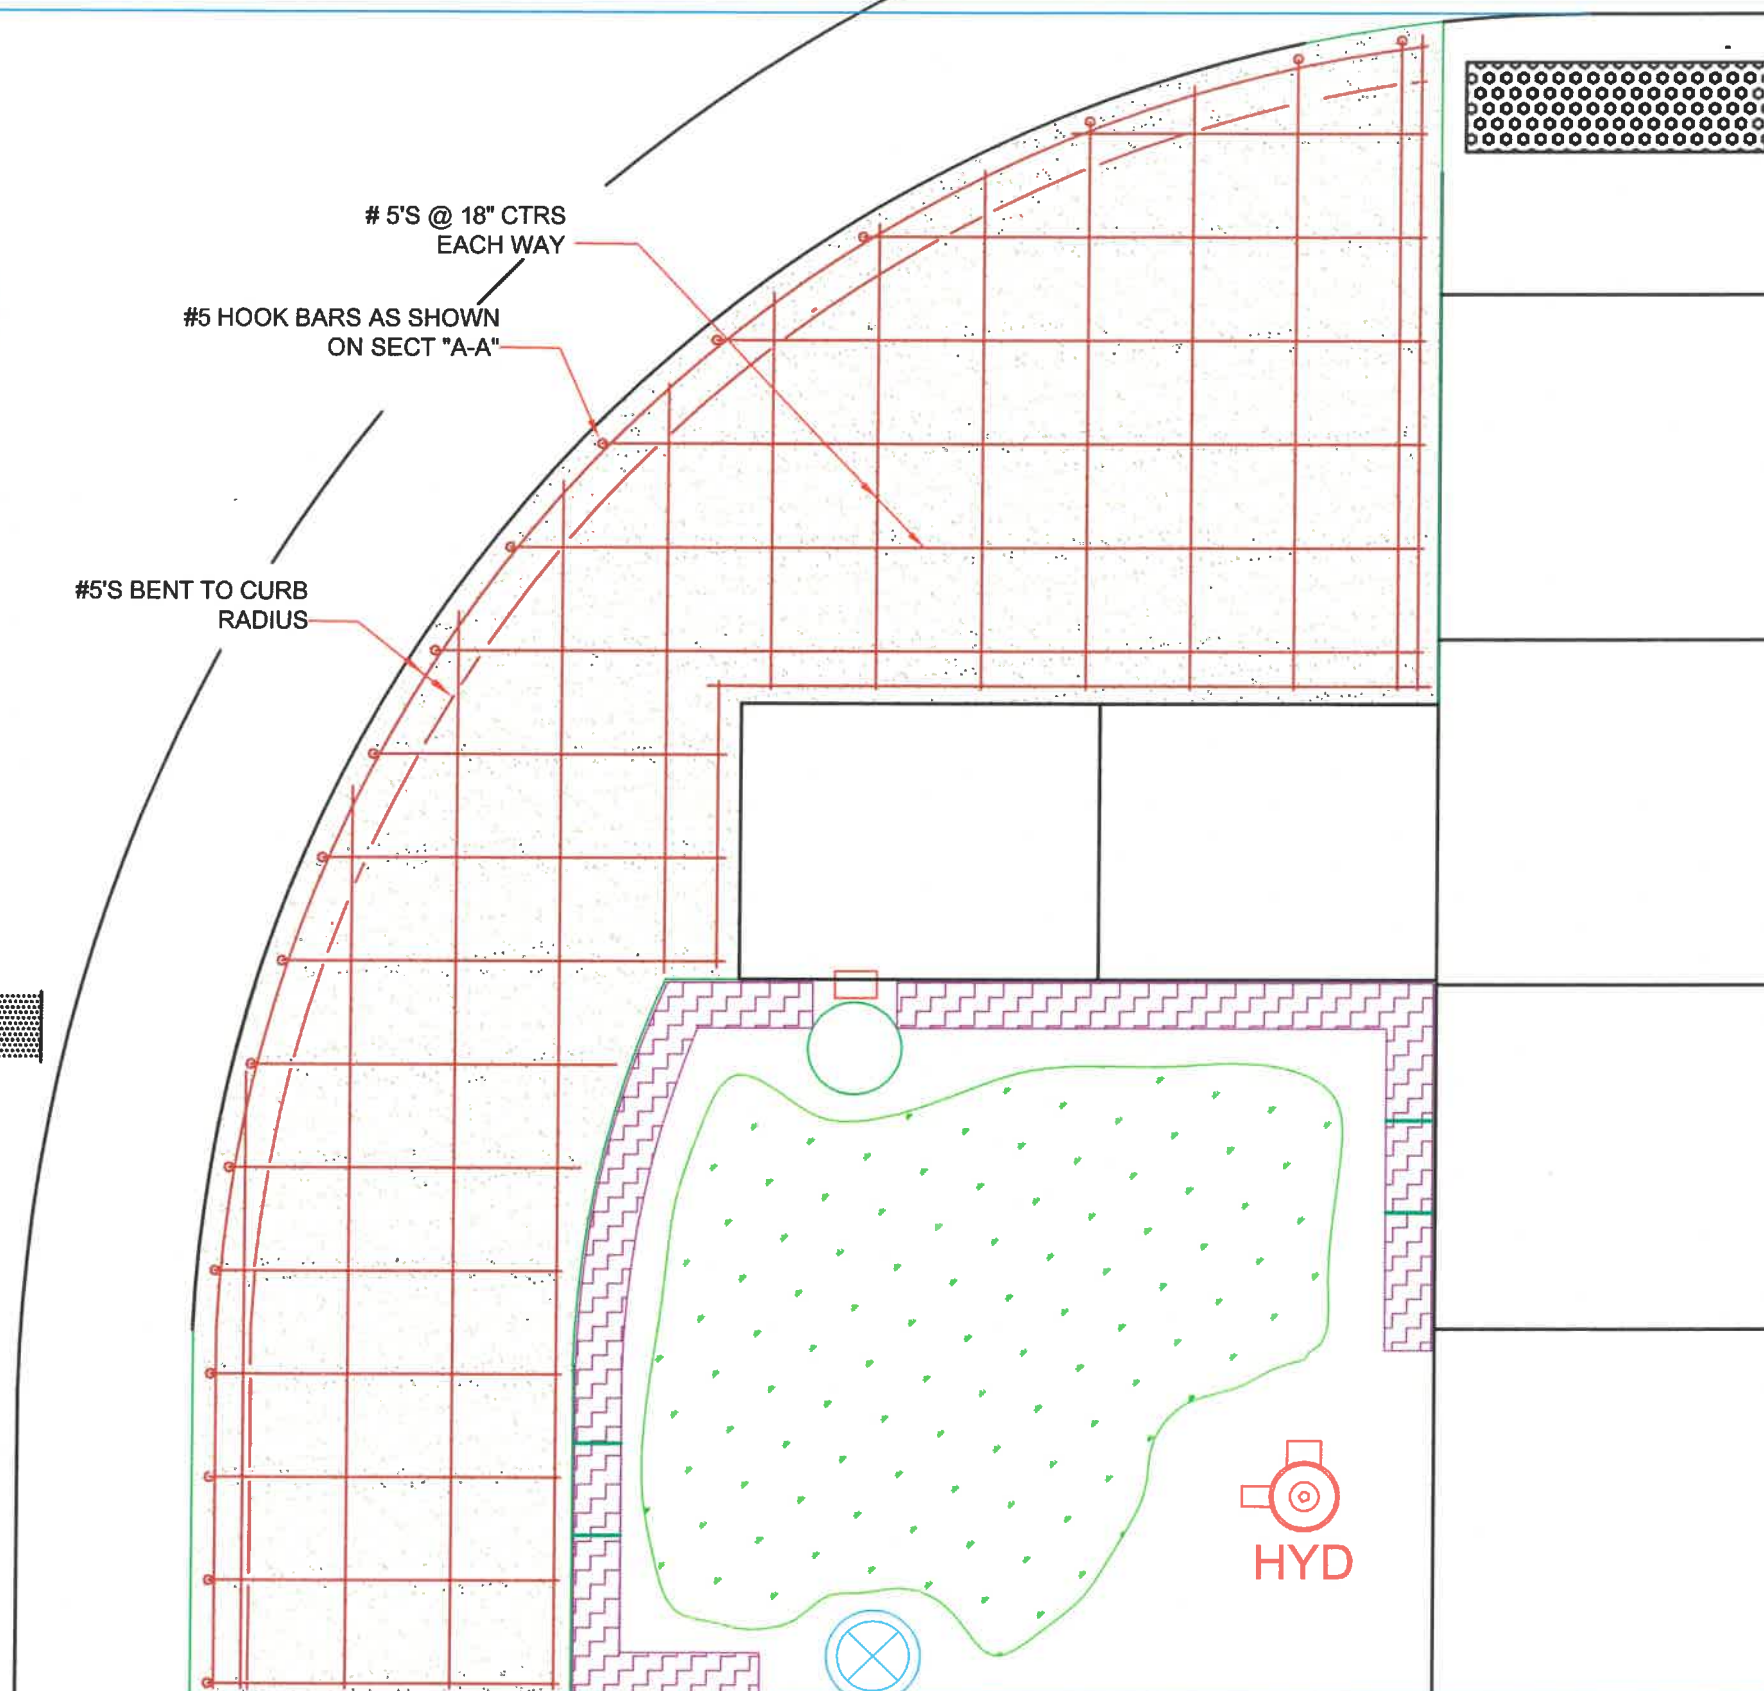 # 5'S @ 18" CTRS
EACH WAY
#5 HOOK BARS AS SHOWN
ON SECT "A-A"
#5'S BENT TO CURB
RADIUS
HYD